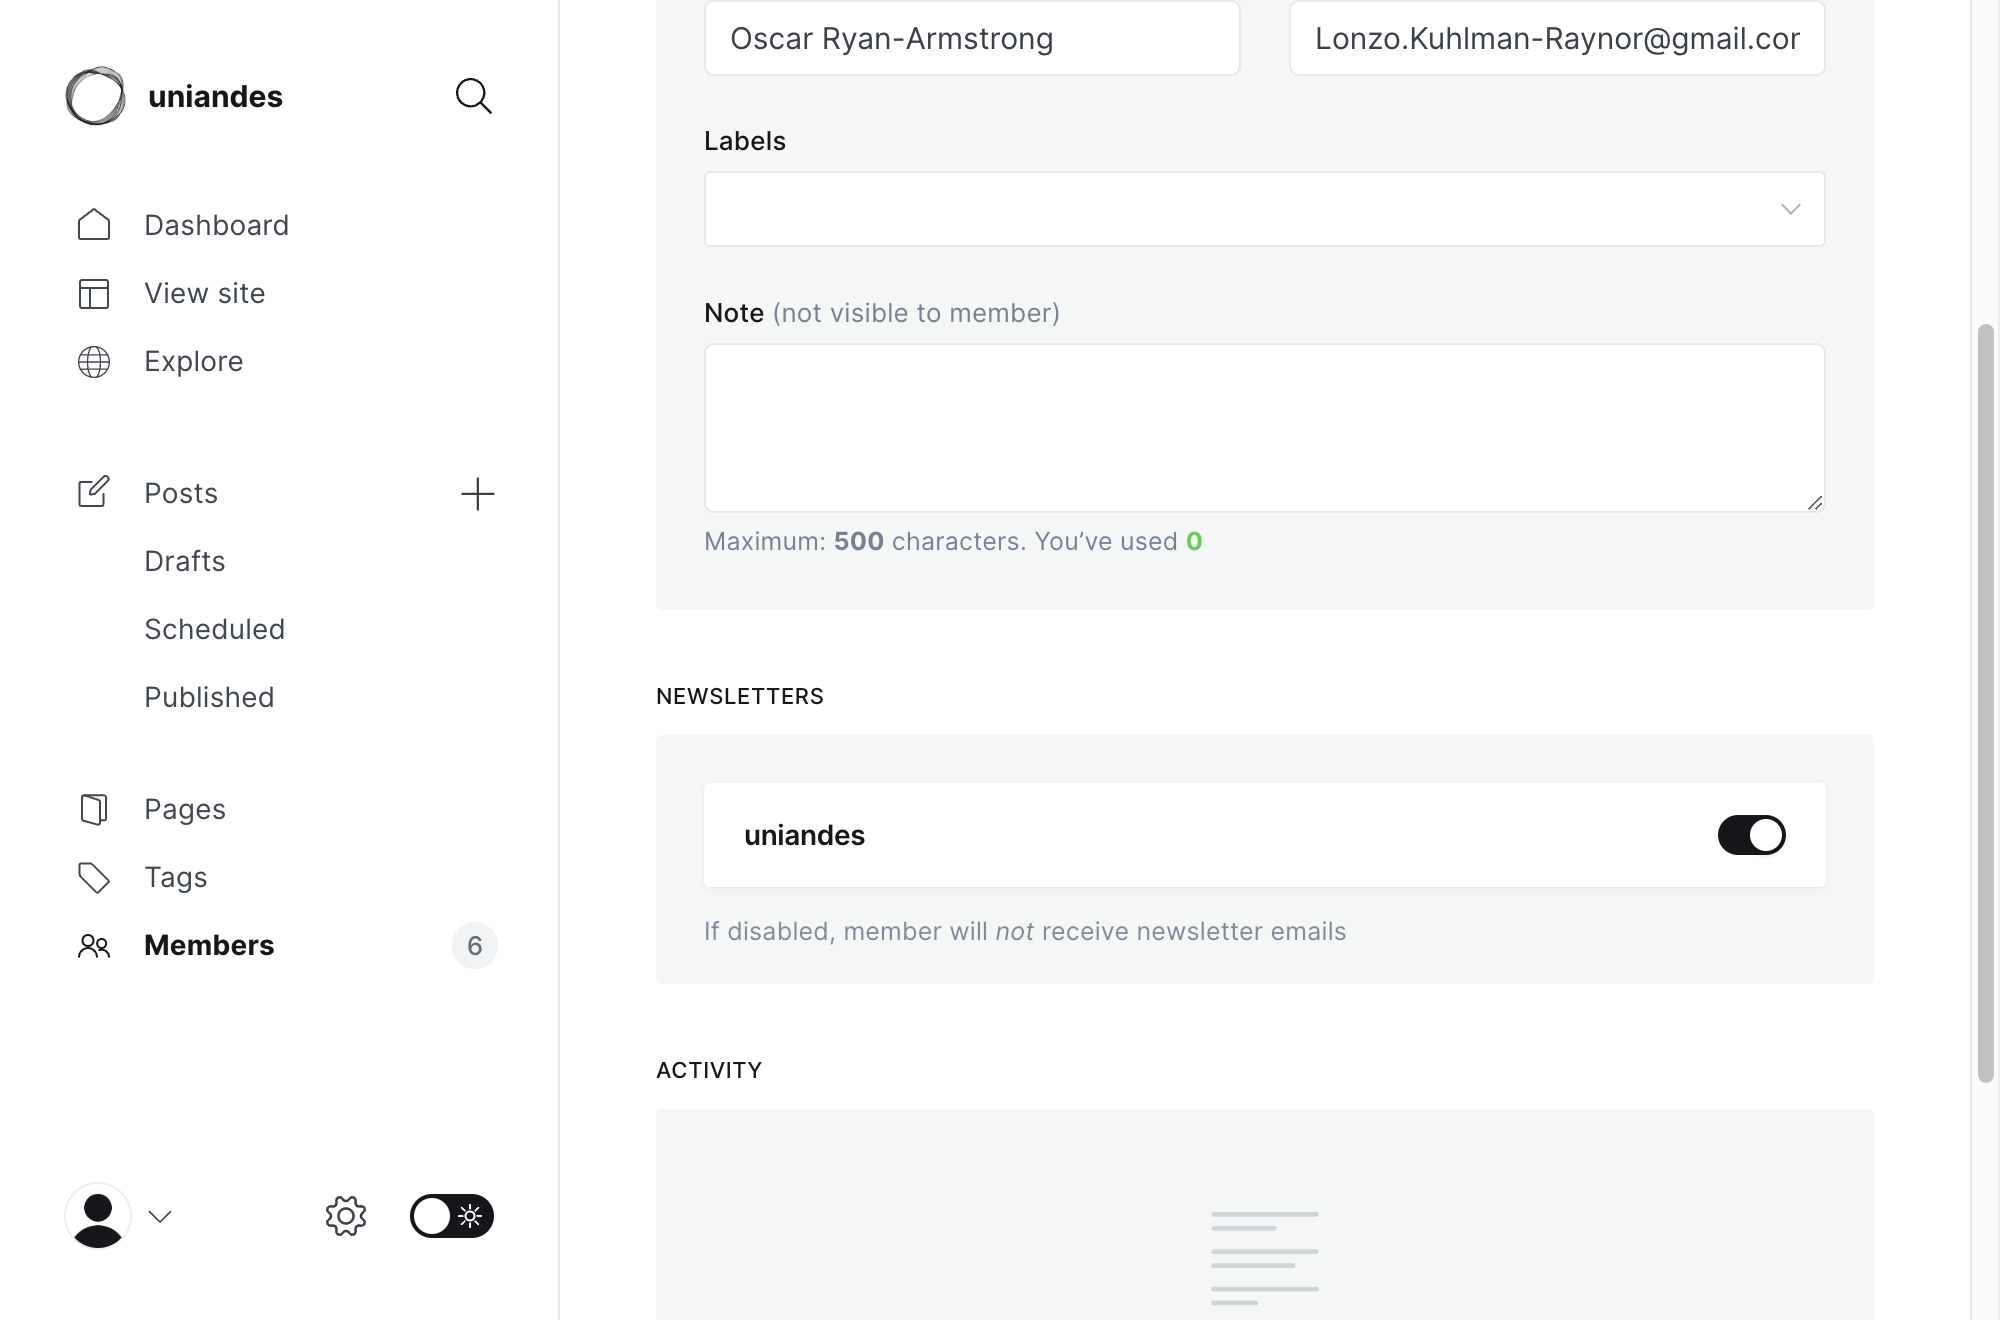 uniandes
Dashboard
View site
Explore
Posts
Drafts
Scheduled
Published
Pages
Tags
Members
6
Oscar Ryan-Armstrong
Lonzo.Kuhlman-Raynor@gmail.cor
Labels
Note (not visible to member)
Maximum: 500 characters. You’ve used 0
NEWSLETTERS
uniandes
If disabled, member will not receive newsletter emails
ACTIVITY